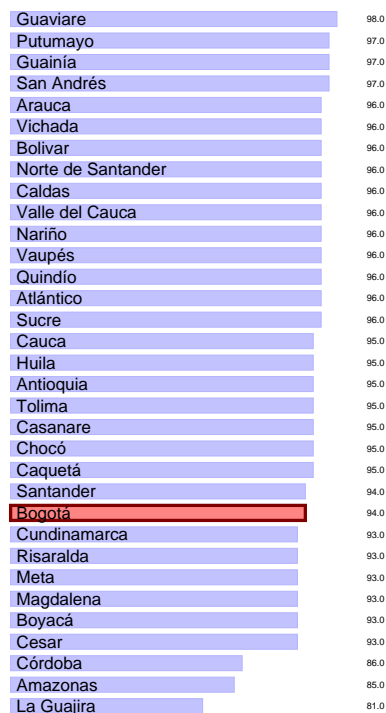 Guaviare 98.0
Putumayo 97.0
Guainía 97.0
San Andrés 97.0
Arauca 96.0
Vichada 96.0
Bolivar 96.0
Norte de Santander 96.0
Caldas 96.0
Valle del Cauca 96.0
Nariño 96.0
Vaupés 96.0
Quindío 96.0
Atlántico 96.0
Sucre 96.0
Cauca 95.0
Huila 95.0
Antioquia 95.0
Tolima 95.0
Casanare 95.0
Chocó 95.0
Caquetá 95.0
Santander 94.0
Bogotá 94.0
Cundinamarca 93.0
Risaralda 93.0
Meta 93.0
Magdalena 93.0
Boyacá 93.0
Cesar 93.0
Córdoba 86.0
Amazonas 85.0
La Guajira 81.0